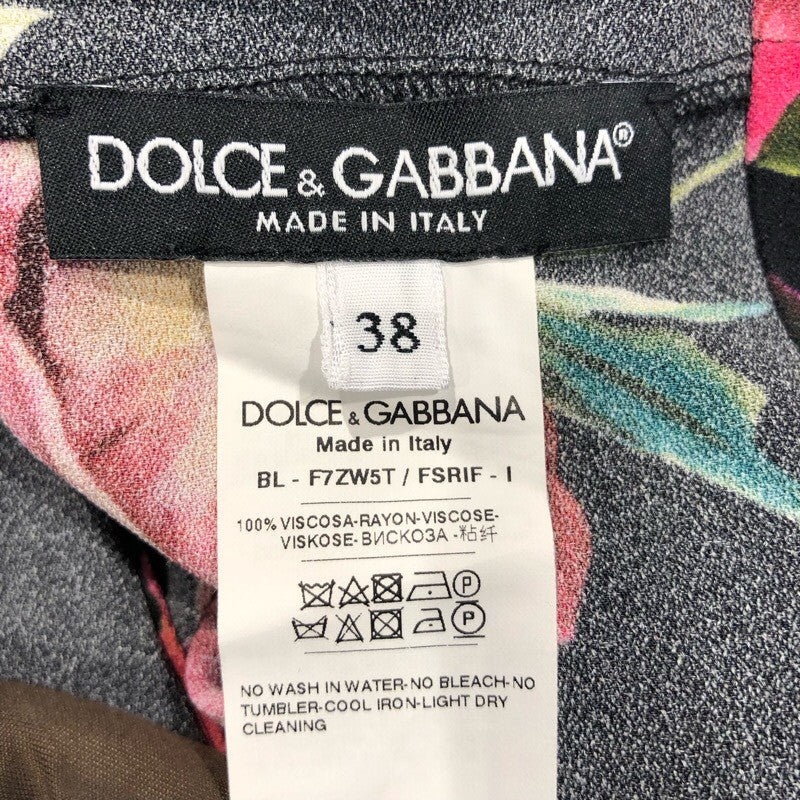 DOLCE & GABBANA®
MADE IN ITALY
38
DOLCE & GABBANA
Made in Italy
BL - F7ZW5T / FSRIF - I
100% VISCOSA-RAYON-VISCOSE-
VISKOSE-ВИСКОЗА -粘纤
P
P
NO WASH IN WATER-NO BLEACH-NO
TUMBLER-COOL IRON-LIGHT DRY
CLEANING